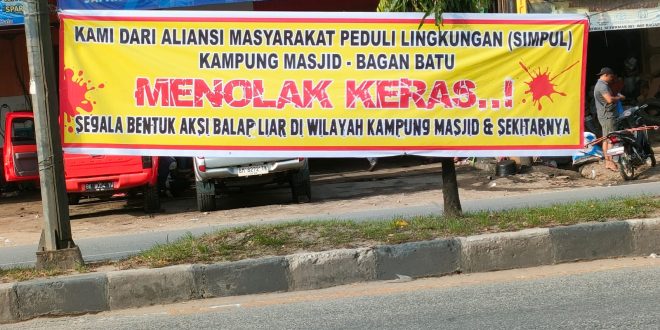 KAMI DARI ALIANSI MASYARAKAT PEDULI LINGKUNGAN (SIMPUL)
KAMPUNG MASJID - BAGAN BATU
MENOLAK KERAS..!
SEGALA BENTUK AKSI BALAP LIAR DI WILAYAH KAMPUNG MASJID & SEKITARNYA